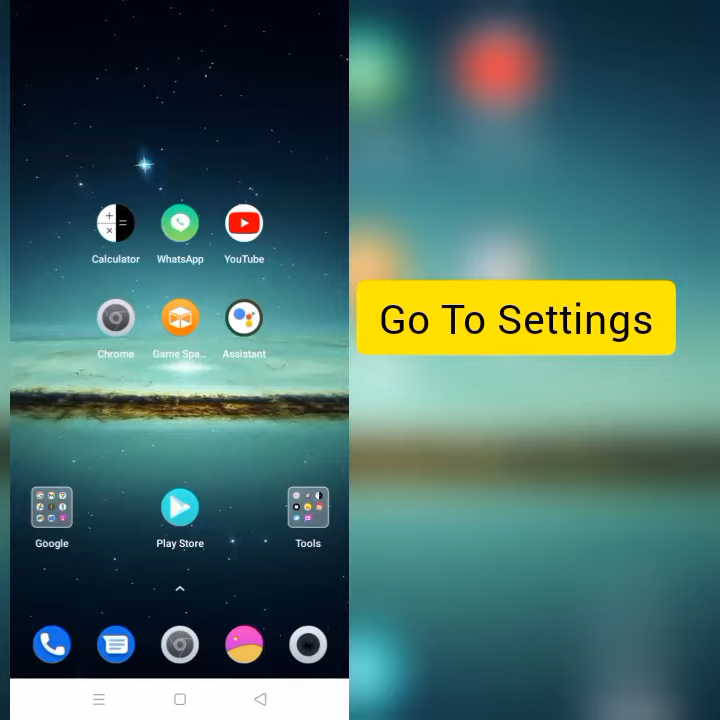 Calculator
WhatsApp
YouTube
Chrome
Game Spa...
Assistant
Go To Settings
Google
Play Store
Tools